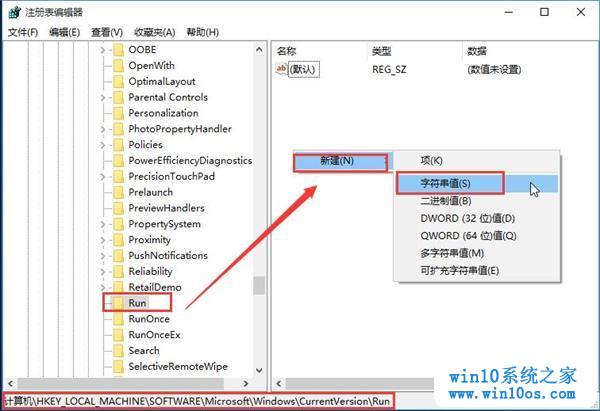 注册表编辑器
文件(F) 编辑(E) 查看(V) 收藏夹(A) 帮助(H)
OOBE
OpenWith
OptimalLayout
Parental Controls
Personalization
PhotoPropertyHandler
Policies
PowerEfficiencyDiagnostics
PrecisionTouchPad
Prelaunch
PreviewHandlers
PropertySystem
Proximity
PushNotifications
Reliability
RetailDemo
Run
RunOnce
RunOnceEx
Search
SelectiveRemoteWipe
名称 类型 数据
ab (默认) REG_SZ (数值未设置)
新建(N)
项(K)
字符串值(S)
二进制值(B)
DWORD (32 位)值(D)
QWORD (64 位)值(Q)
多字符串值(M)
可扩充字符串值(E)
计算机\HKEY_LOCAL_MACHINE\SOFTWARE\Microsoft\Windows\CurrentVersion\Run
win10系统之家
www.win10os.com